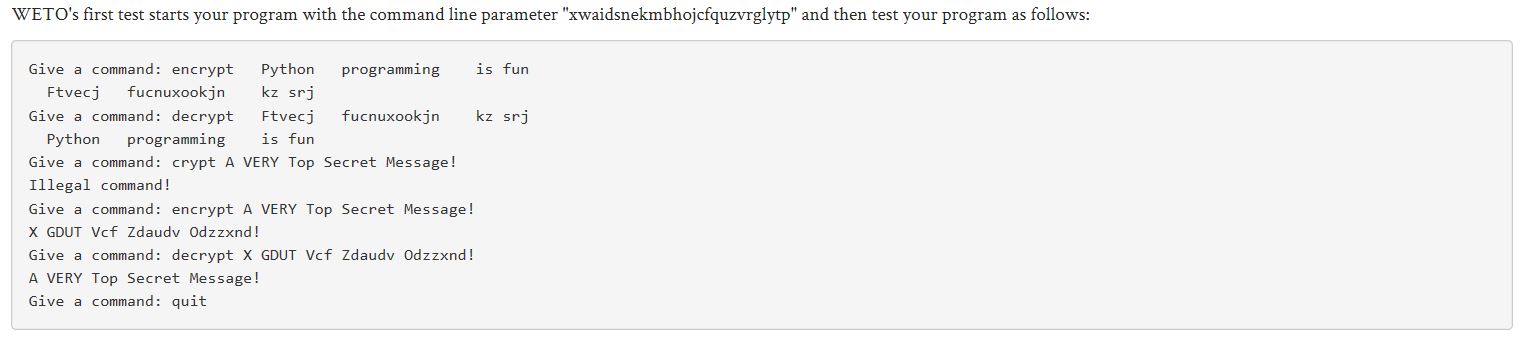 WETO's first test starts your program with the command line parameter "xwaidsnekmbhojcfquzvrglytp" and then test your program as follows:
Give a command: encrypt   Python   programming    is fun
  Ftvecj   fucnuxookjn    kz srj
Give a command: decrypt   Ftvecj   fucnuxookjn    kz srj
  Python   programming    is fun
Give a command: crypt A VERY Top Secret Message!
Illegal command!
Give a command: encrypt A VERY Top Secret Message!
X GDUT Vcf Zdaudv Odzzxnd!
Give a command: decrypt X GDUT Vcf Zdaudv Odzzxnd!
A VERY Top Secret Message!
Give a command: quit